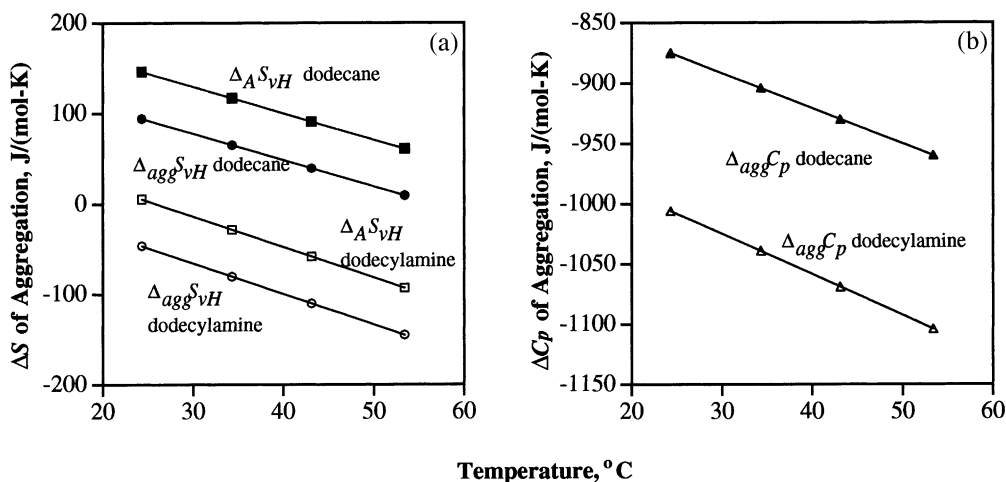 200
100
0
-100
-200
20
30
40
50
60
ΔS of Aggregation, J/(mol-K)
(a)
Δ_A S_vH dodecane
Δ_agg S_vH dodecane
Δ_A S_vH
dodecylamine
Δ_agg S_vH
dodecylamine
-850
-900
-950
-1000
-1050
-1100
-1150
20
30
40
50
60
ΔCp of Aggregation, J/(mol-K)
(b)
Δ_agg C_p dodecane
Δ_agg C_p dodecylamine
Temperature, °C